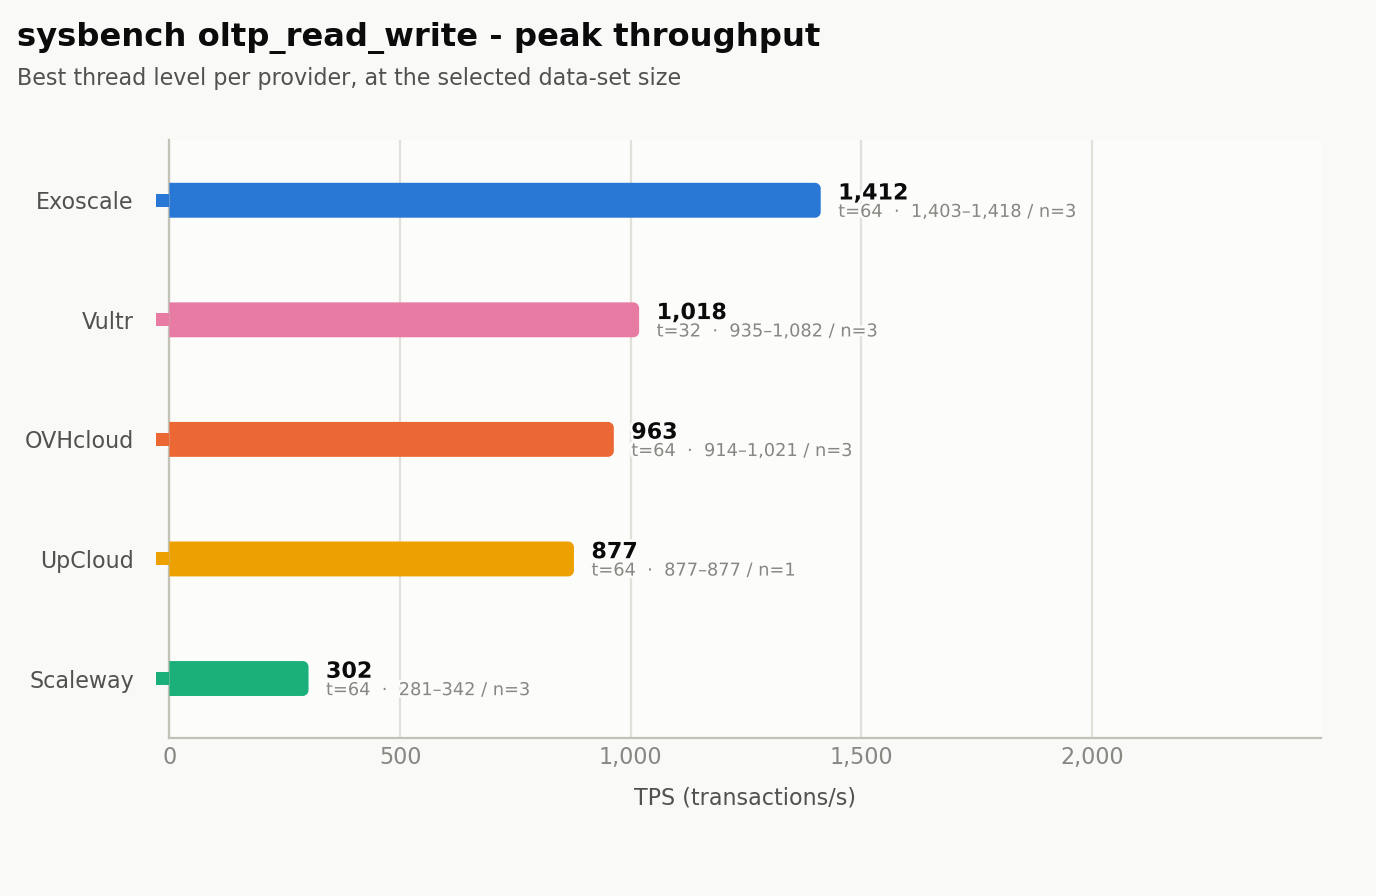 sysbench oltp_read_write - peak throughput
Best thread level per provider, at the selected data-set size
Exoscale
1,412
t=64 · 1,403–1,418 / n=3
Vultr
1,018
t=32 · 935–1,082 / n=3
OVHcloud
963
t=64 · 914–1,021 / n=3
UpCloud
877
t=64 · 877–877 / n=1
Scaleway
302
t=64 · 281–342 / n=3
0 500 1,000 1,500 2,000
TPS (transactions/s)